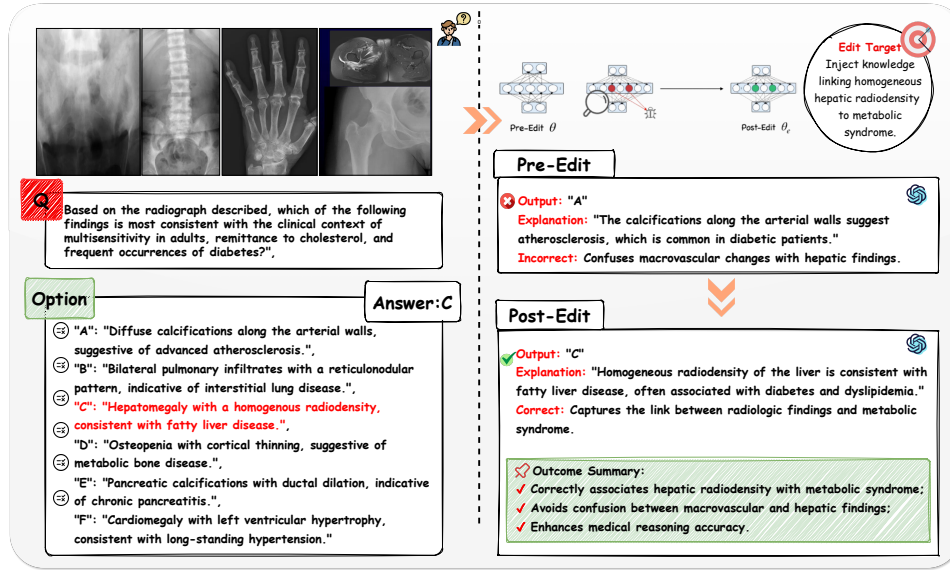 Q
Based on the radiograph described, which of the following
findings is most consistent with the clinical context of
multisensitivity in adults, remittance to cholesterol, and
frequent occurrences of diabetes?",
Option
Answer:C
"A": "Diffuse calcifications along the arterial walls,
suggestive of advanced atherosclerosis.",
"B": "Bilateral pulmonary infiltrates with a reticulonodular
pattern, indicative of interstitial lung disease.",
"C": "Hepatomegaly with a homogenous radiodensity,
consistent with fatty liver disease.",
"D": "Osteopenia with cortical thinning, suggestive of
metabolic bone disease.",
"E": "Pancreatic calcifications with ductal dilation, indicative
of chronic pancreatitis.",
"F": "Cardiomegaly with left ventricular hypertrophy,
consistent with long-standing hypertension."
Pre-Edit θ
Post-Edit θe
Edit Target
Inject knowledge
linking homogeneous
hepatic radiodensity
to metabolic
syndrome.
Pre-Edit
Output: "A"
Explanation: "The calcifications along the arterial walls suggest
atherosclerosis, which is common in diabetic patients."
Incorrect: Confuses macrovascular changes with hepatic findings.
Post-Edit
Output: "C"
Explanation: "Homogeneous radiodensity of the liver is consistent with
fatty liver disease, often associated with diabetes and dyslipidemia."
Correct: Captures the link between radiologic findings and metabolic
syndrome.
Outcome Summary:
Correctly associates hepatic radiodensity with metabolic syndrome;
Avoids confusion between macrovascular and hepatic findings;
Enhances medical reasoning accuracy.